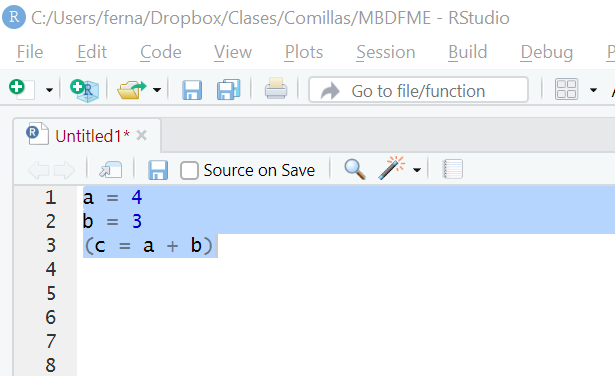 R C:/Users/ferna/Dropbox/Clases/Comillas/MBDFME - RStudio
File Edit Code View Plots Session Build Debug P
Go to file/function
R Untitled1*
Source on Save
1 a = 4
2 b = 3
3 (c = a + b)
4
5
6
7
8